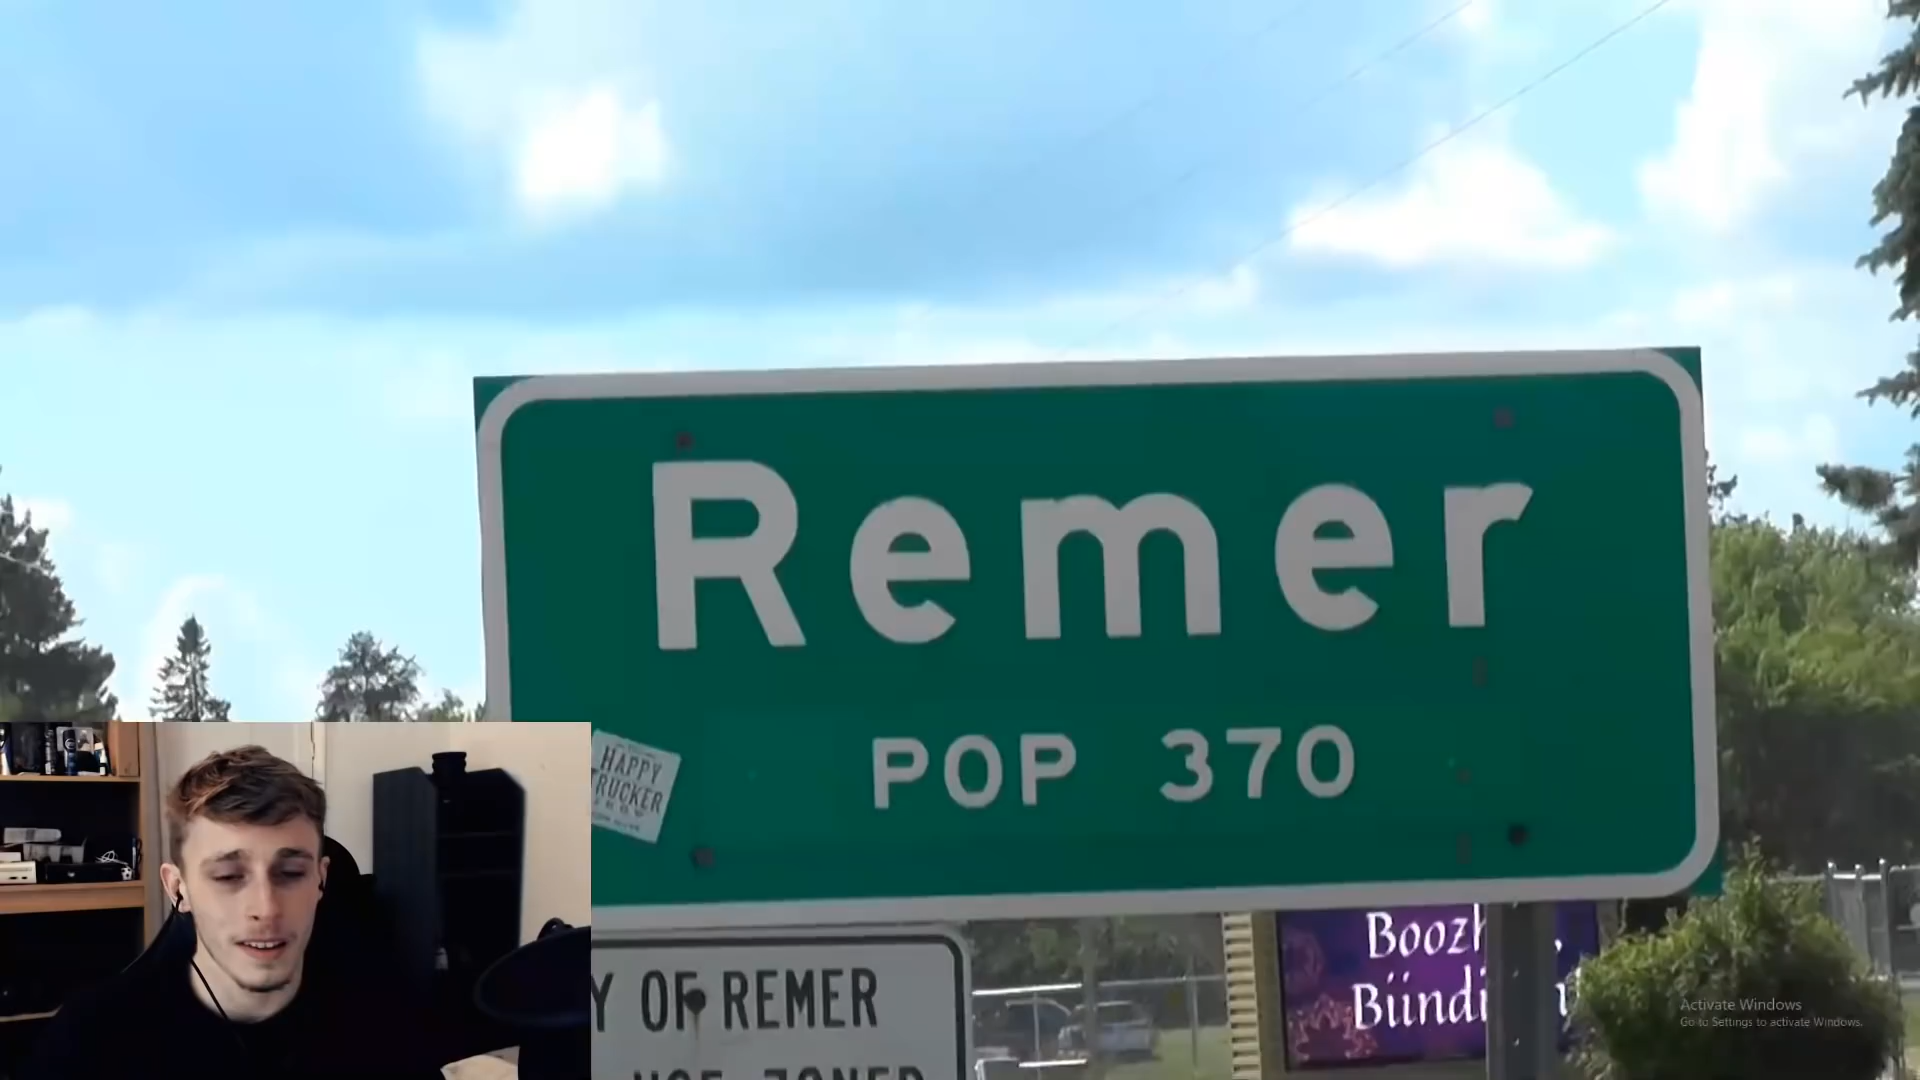 Remer
POP 370
HAPPY
TRUCKER
Y OF REMER
Boozh
Biindi
Activate Windows
Go to Settings to activate Windows.